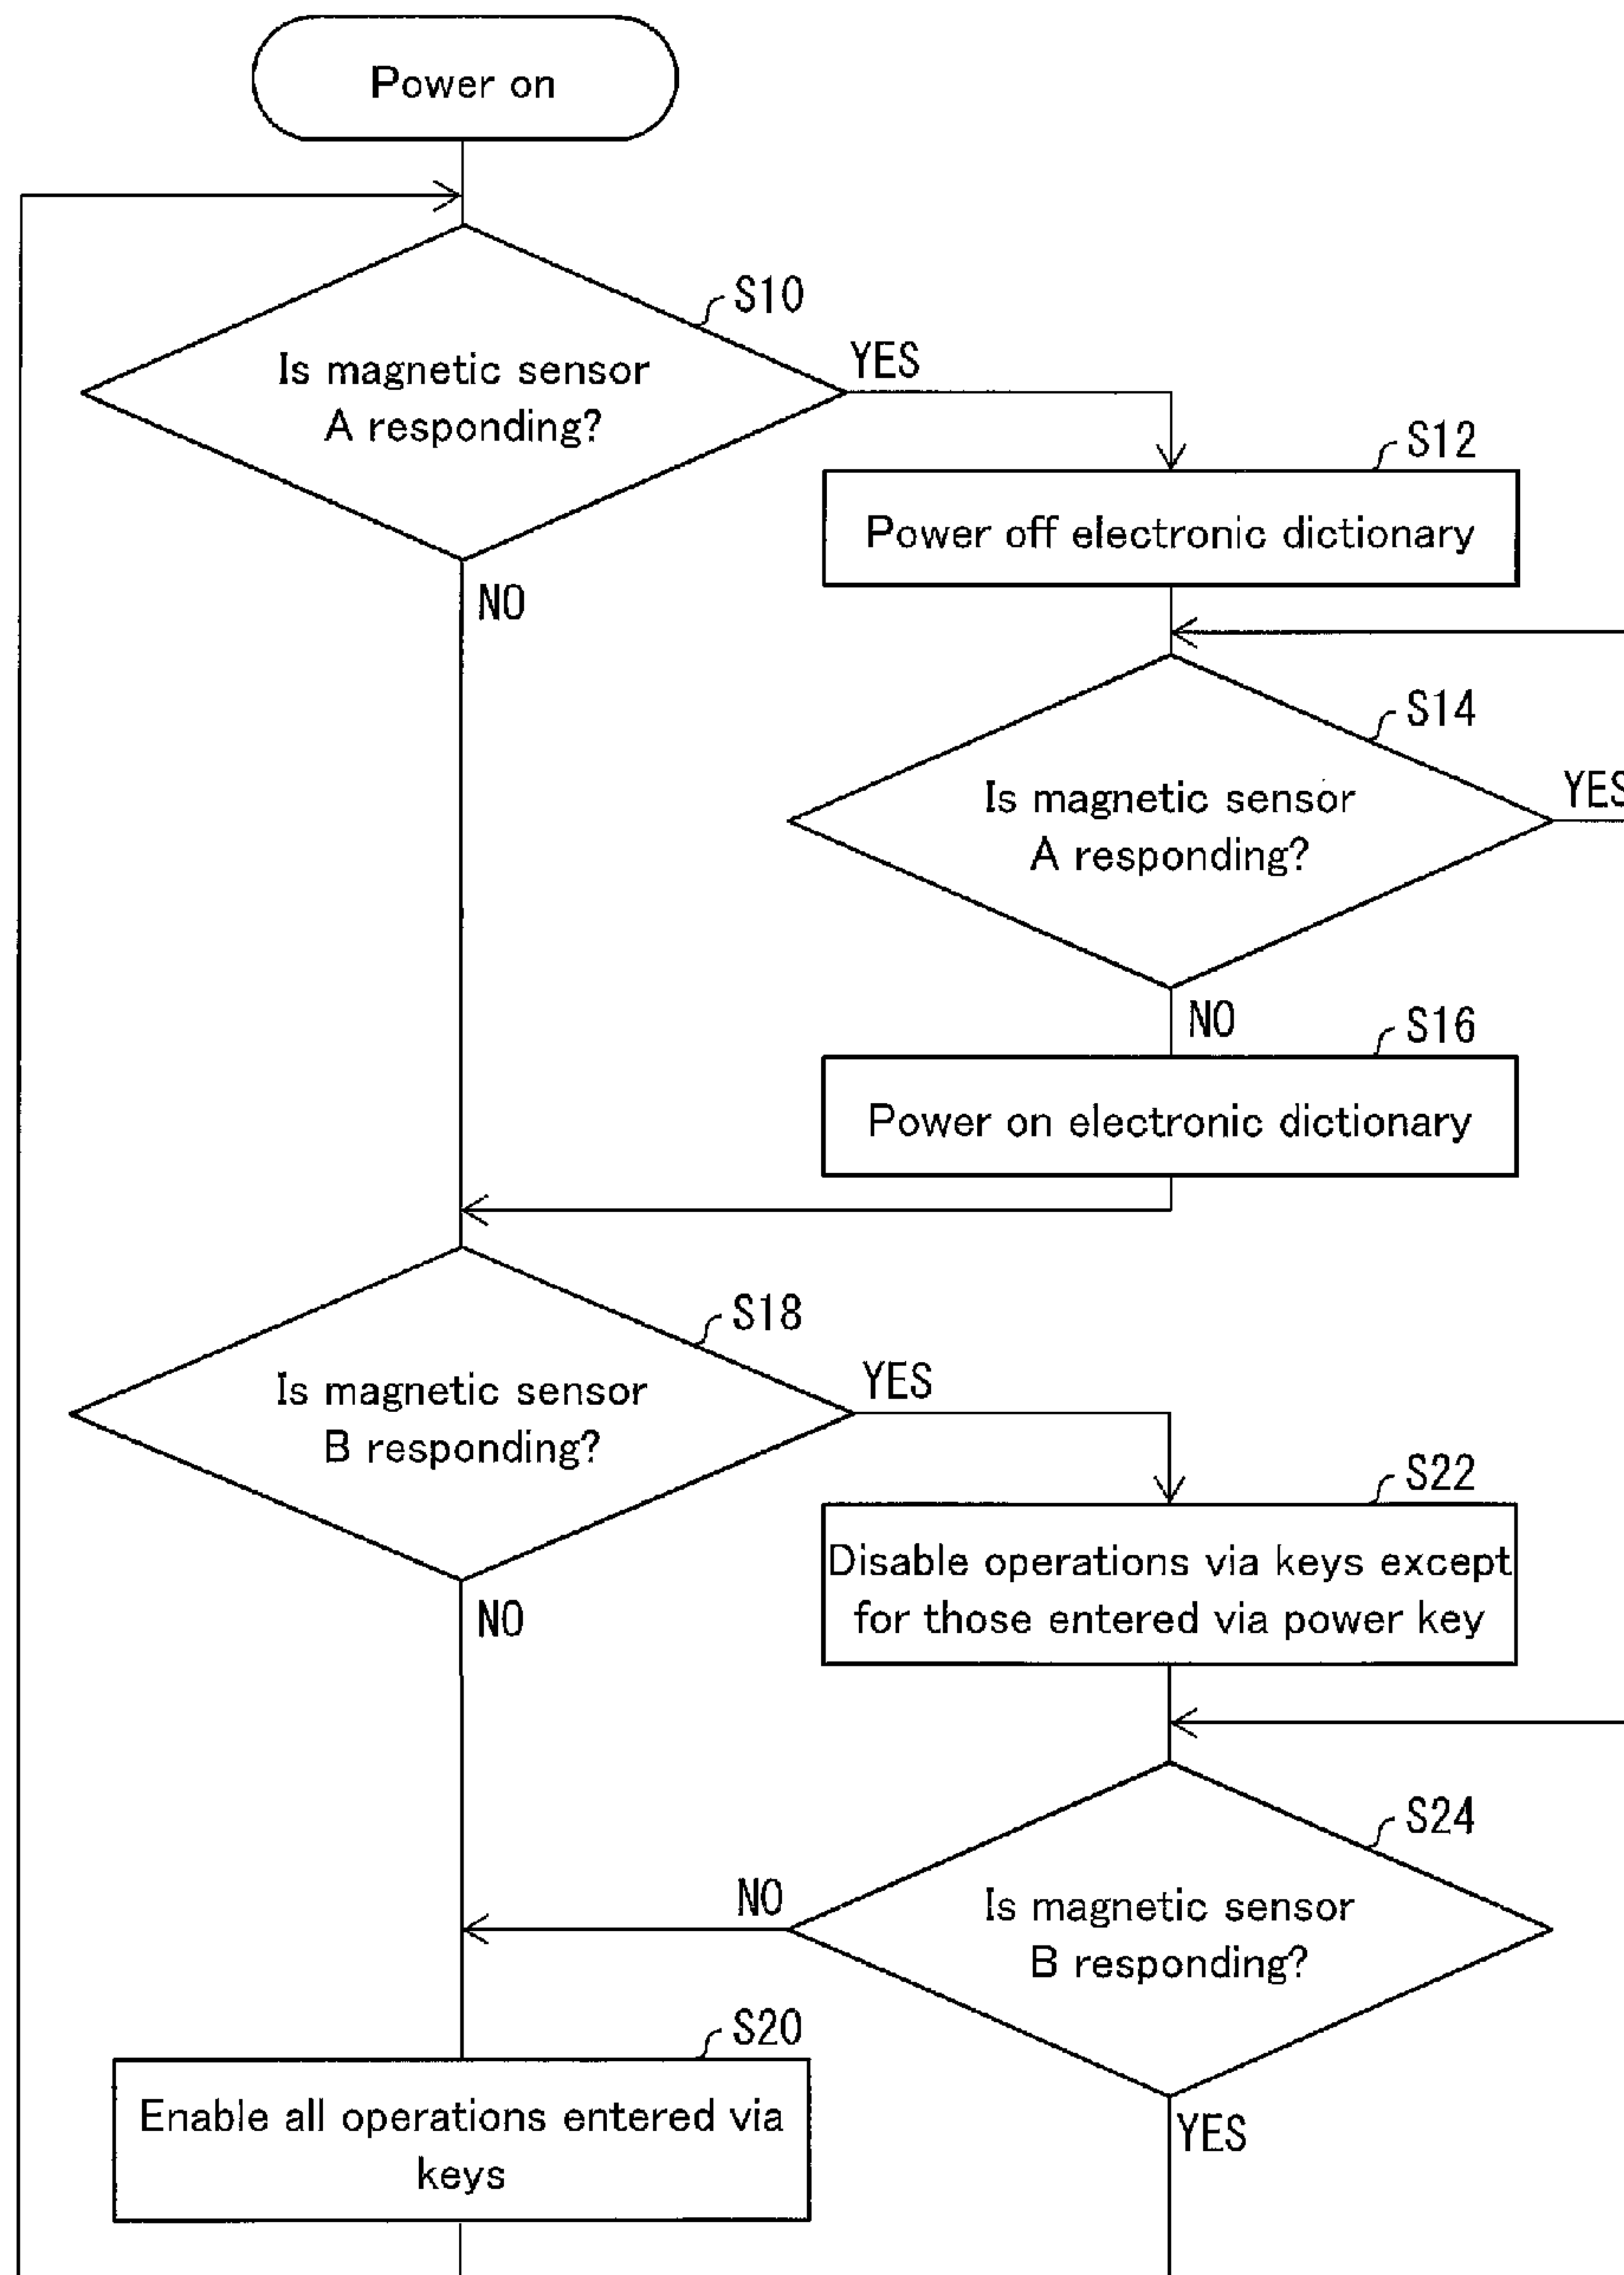 Power on
S10
Is magnetic sensor
A responding?
YES
NO
S12
Power off electronic dictionary
S14
Is magnetic sensor
A responding?
YES
NO
S16
Power on electronic dictionary
S18
Is magnetic sensor
B responding?
YES
NO
S22
Disable operations via keys except
for those entered via power key
S24
Is magnetic sensor
B responding?
NO
YES
S20
Enable all operations entered via
keys